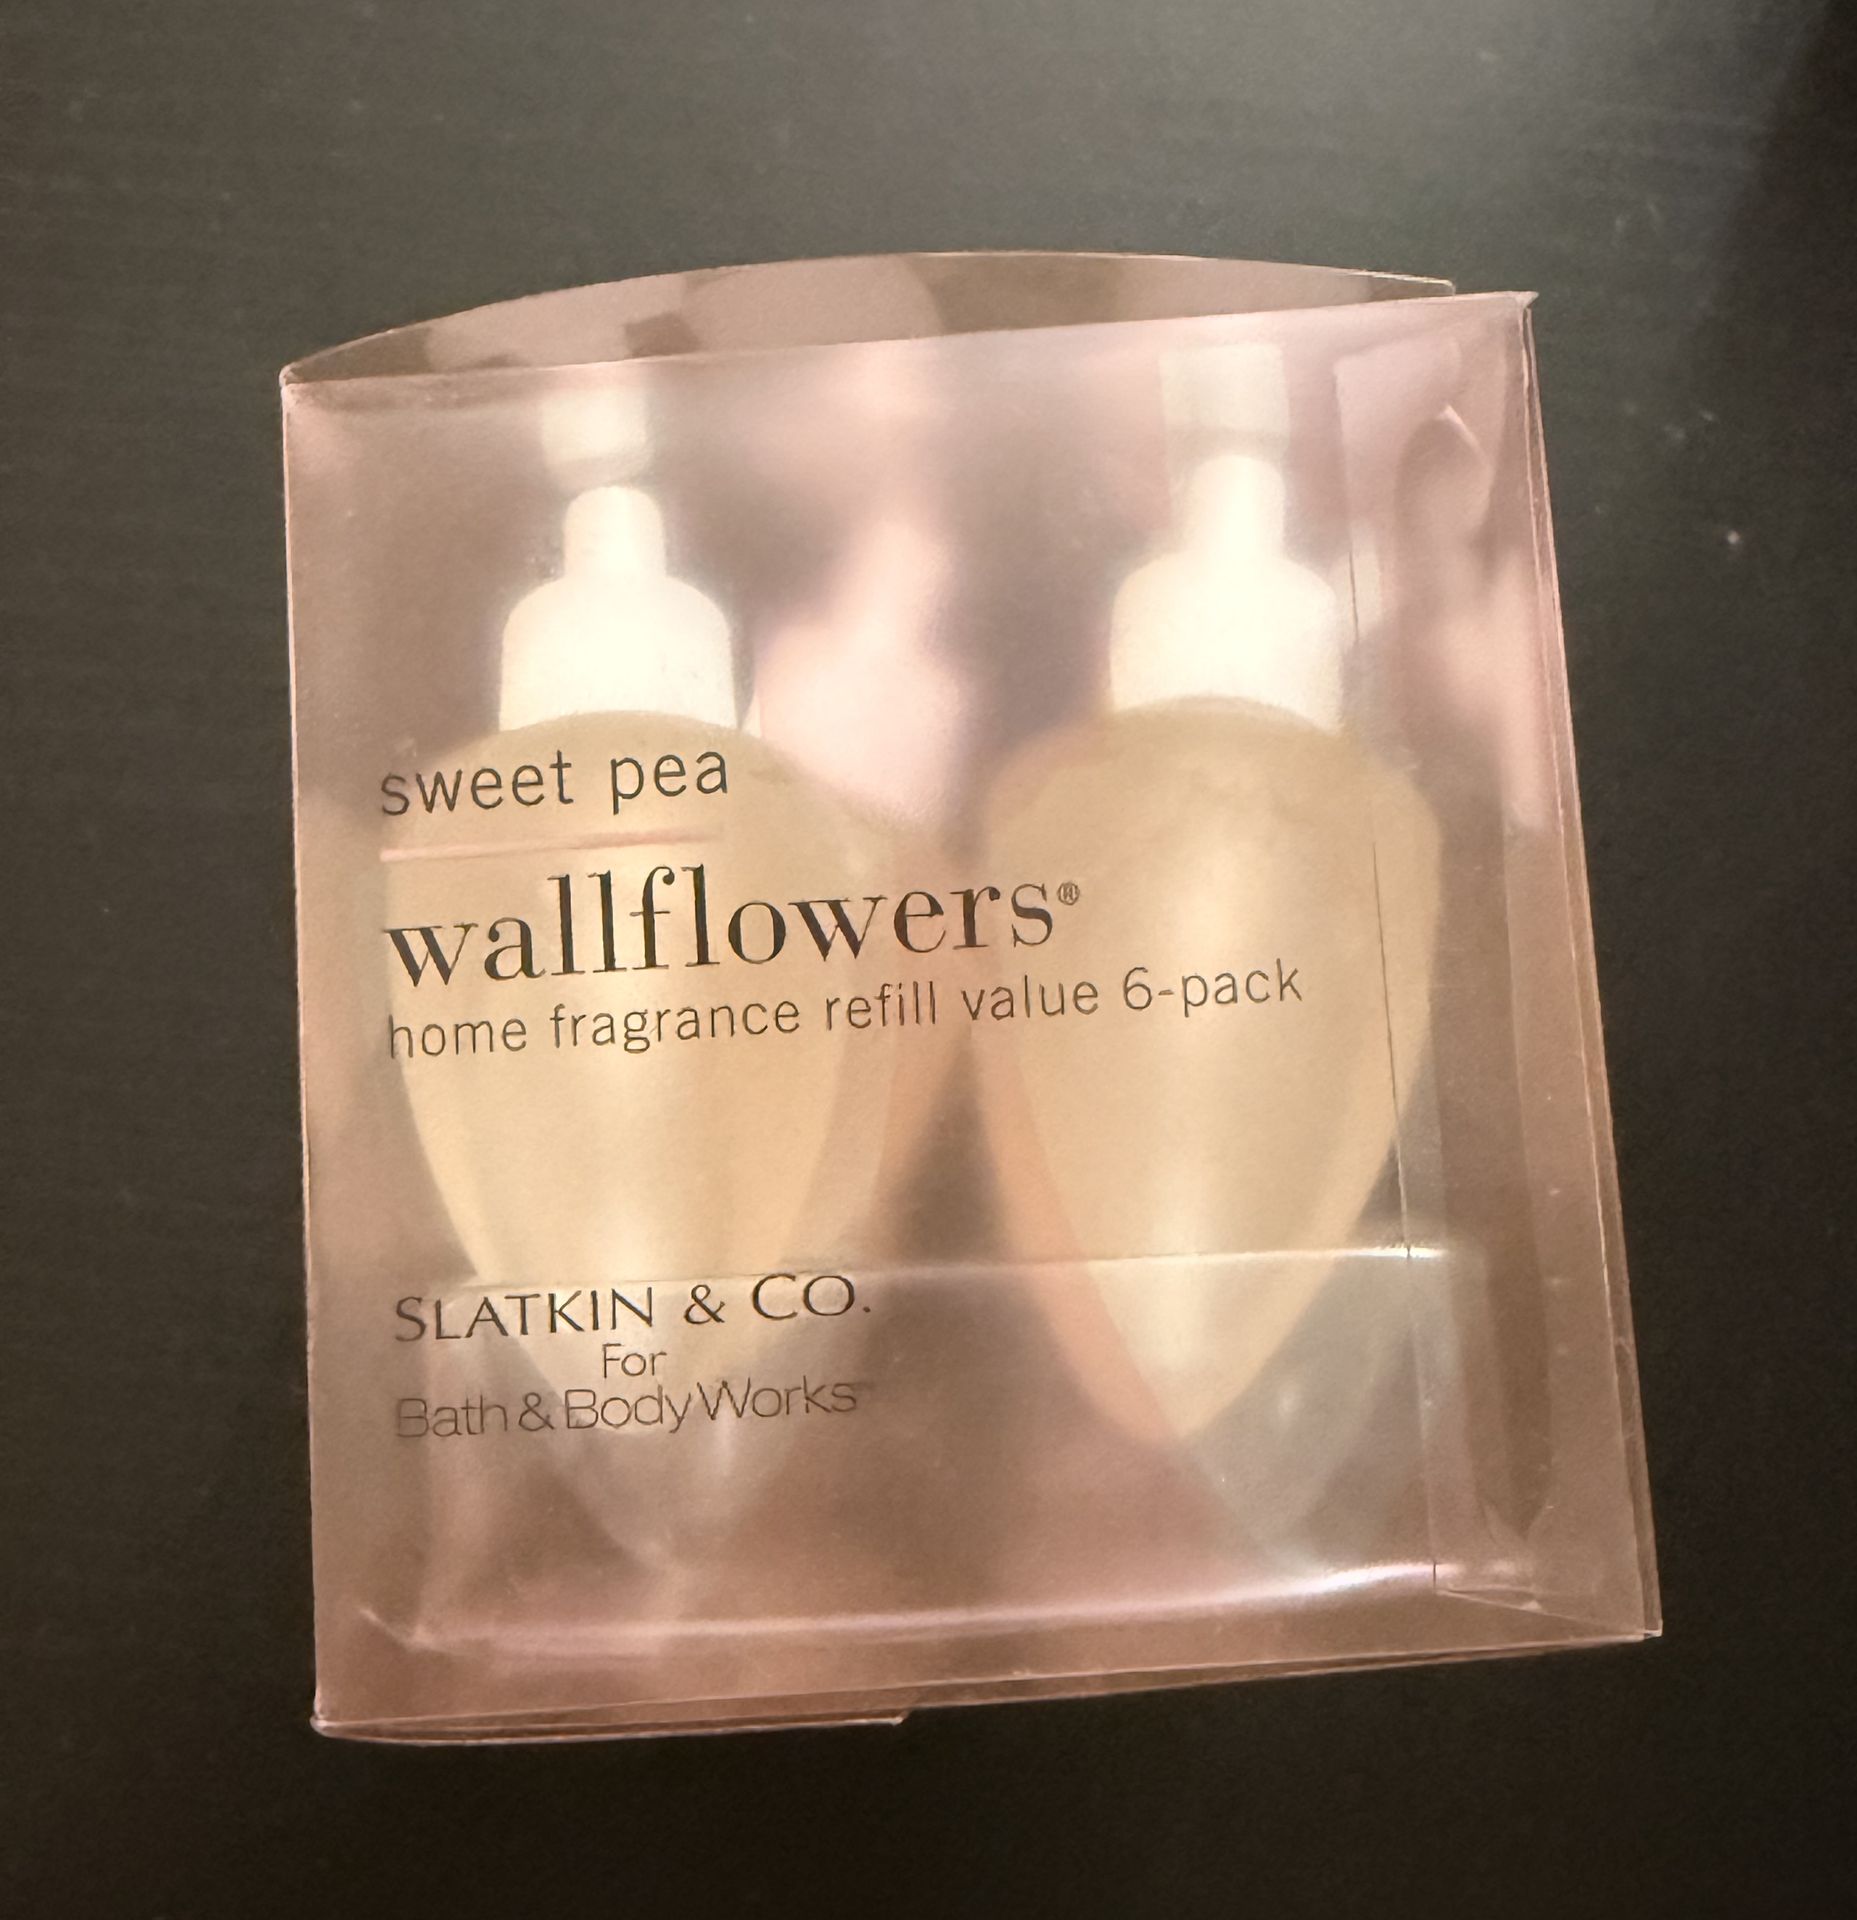 sweet pea
wallflowers®
home fragrance refill value 6-pack
SLATKIN & CO.
For
Bath & Body Works